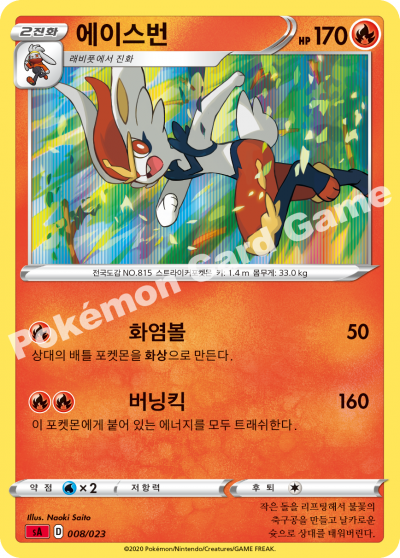 2진화
에이스번
HP 170
래비풋에서 진화
전국도감 NO.815 스트라이커포켓몬 키: 1.4 m 몸무게: 33.0 kg
Pokémon Card Game
화염볼 50
상대의 배틀 포켓몬을 화상으로 만든다.
버닝킥 160
이 포켓몬에게 붙어 있는 에너지를 모두 트래쉬한다.
약점 ×2 저항력 후퇴
Illus. Naoki Saito
sA D 008/023
작은 돌을 리프팅해서 불꽃의
축구공을 만들고 날카로운
슛으로 상대를 태워버린다.
©2020 Pokémon/Nintendo/Creatures/GAME FREAK.